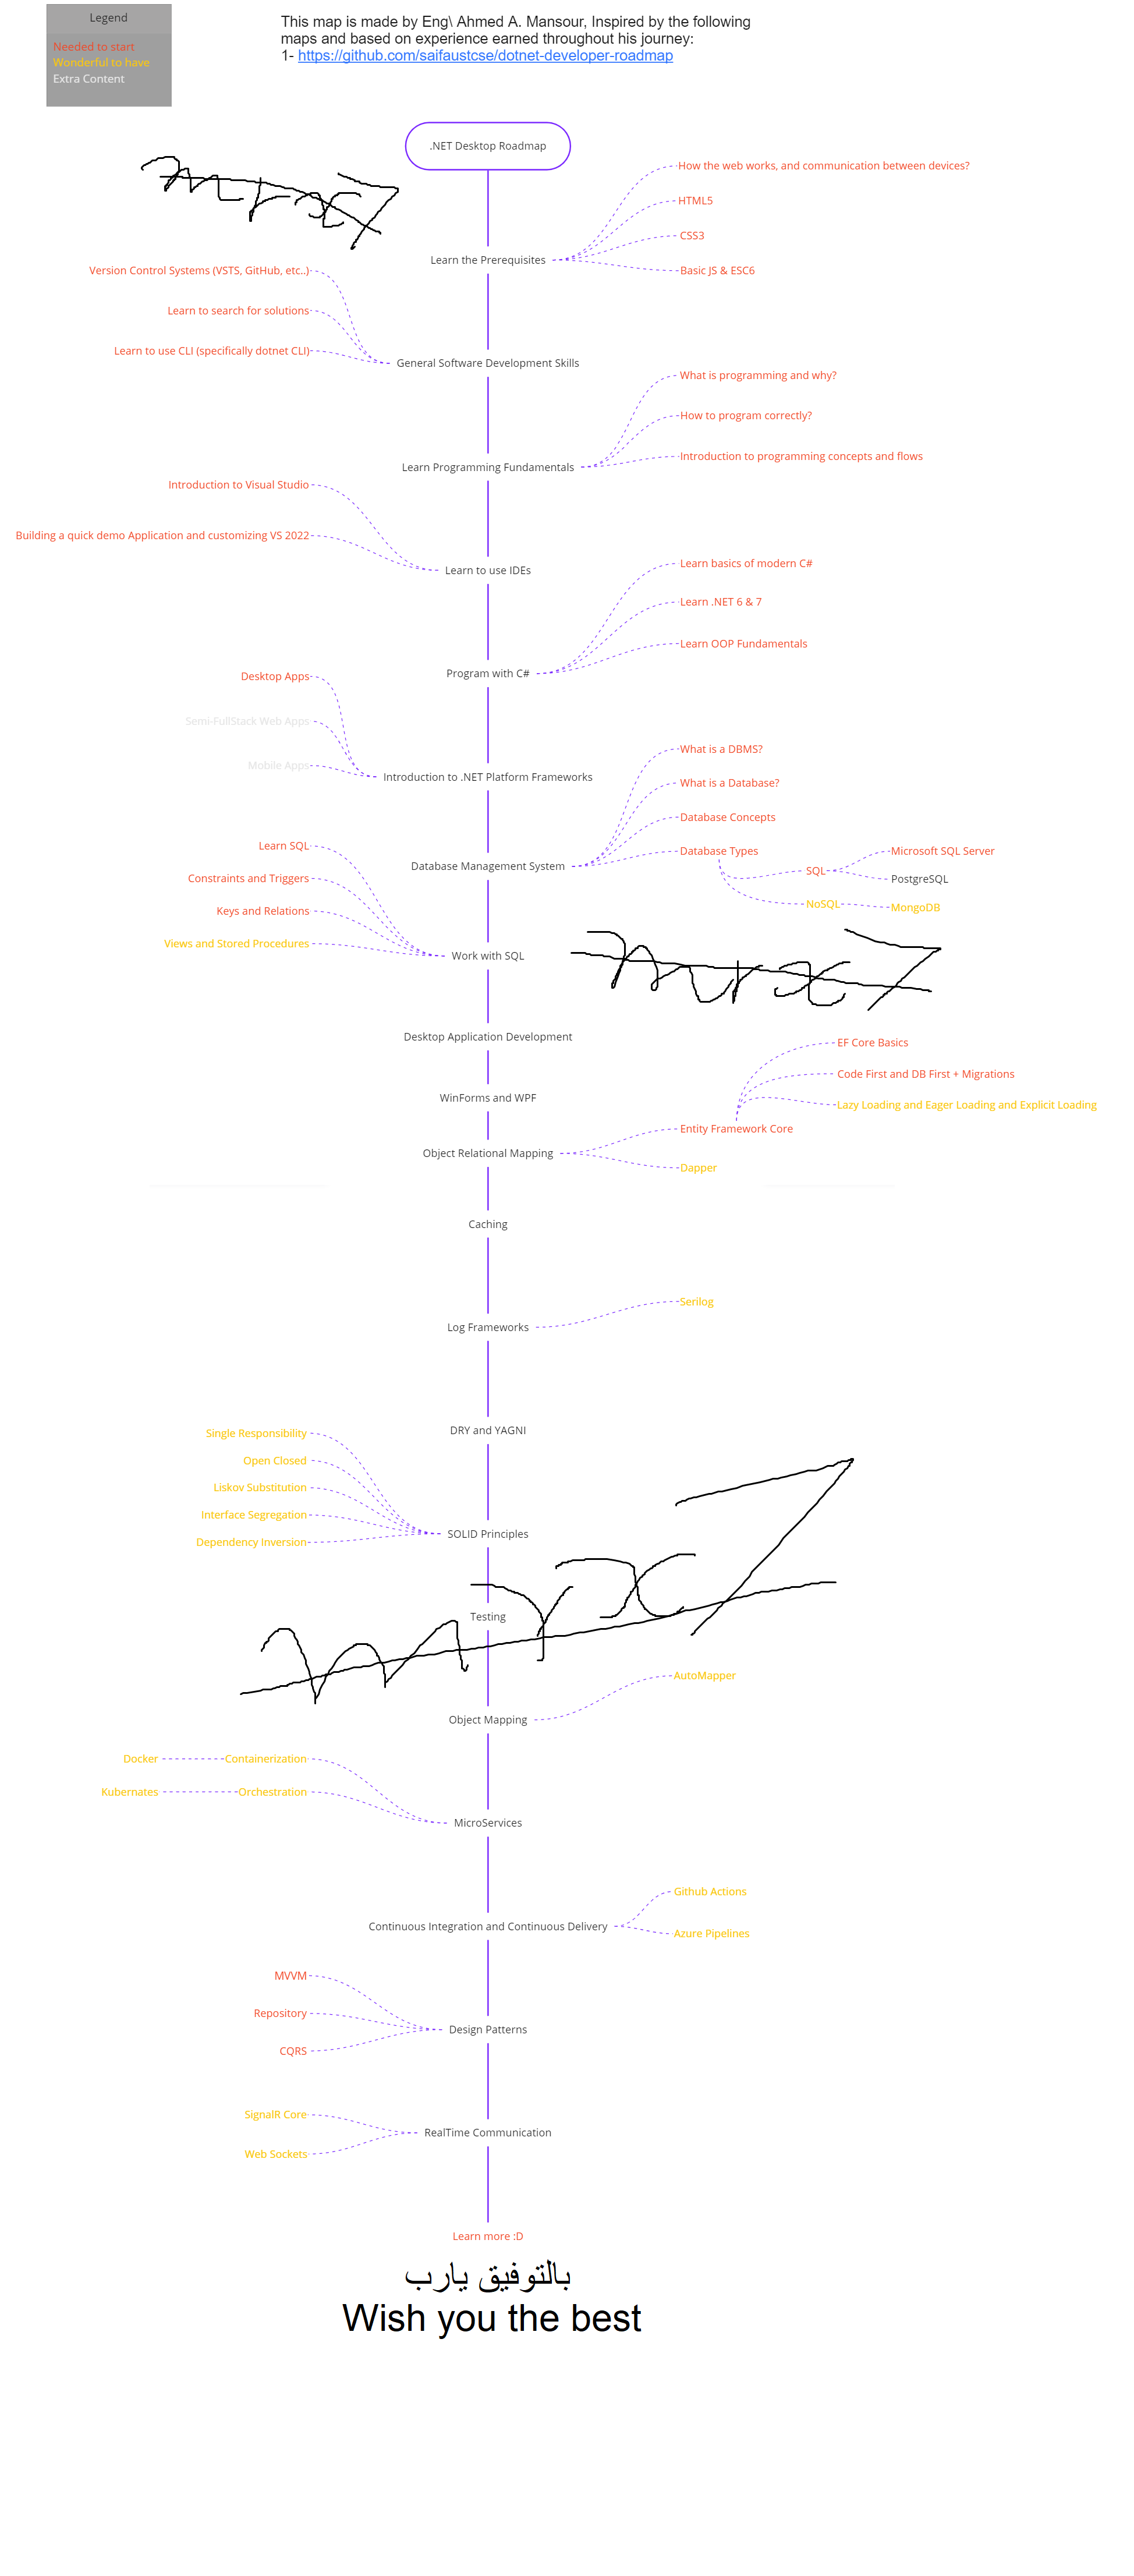 Legend
Needed to start
Wonderful to have
Extra Content
This map is made by Eng\ Ahmed A. Mansour, Inspired by the following
maps and based on experience earned throughout his journey:
1- https://github.com/saifaustcse/dotnet-developer-roadmap
.NET Desktop Roadmap
Learn the Prerequisites
How the web works, and communication between devices?
HTML5
CSS3
Basic JS & ESC6
General Software Development Skills
Version Control Systems (VSTS, GitHub, etc..)
Learn to search for solutions
Learn to use CLI (specifically dotnet CLI)
Learn Programming Fundamentals
What is programming and why?
How to program correctly?
Introduction to programming concepts and flows
Learn to use IDEs
Introduction to Visual Studio
Building a quick demo Application and customizing VS 2022
Program with C#
Learn basics of modern C#
Learn .NET 6 & 7
Learn OOP Fundamentals
Introduction to .NET Platform Frameworks
Desktop Apps
Semi-FullStack Web Apps
Mobile Apps
Database Management System
What is a DBMS?
What is a Database?
Database Concepts
Database Types
SQL
Microsoft SQL Server
PostgreSQL
NoSQL
MongoDB
Work with SQL
Learn SQL
Constraints and Triggers
Keys and Relations
Views and Stored Procedures
Desktop Application Development
WinForms and WPF
Object Relational Mapping
Entity Framework Core
EF Core Basics
Code First and DB First + Migrations
Lazy Loading and Eager Loading and Explicit Loading
Dapper
Caching
Log Frameworks
Serilog
DRY and YAGNI
SOLID Principles
Single Responsibility
Open Closed
Liskov Substitution
Interface Segregation
Dependency Inversion
Testing
Object Mapping
AutoMapper
MicroServices
Containerization
Docker
Orchestration
Kubernates
Continuous Integration and Continuous Delivery
Github Actions
Azure Pipelines
Design Patterns
MVVM
Repository
CQRS
RealTime Communication
SignalR Core
Web Sockets
Learn more :D
بالتوفيق يارب
Wish you the best